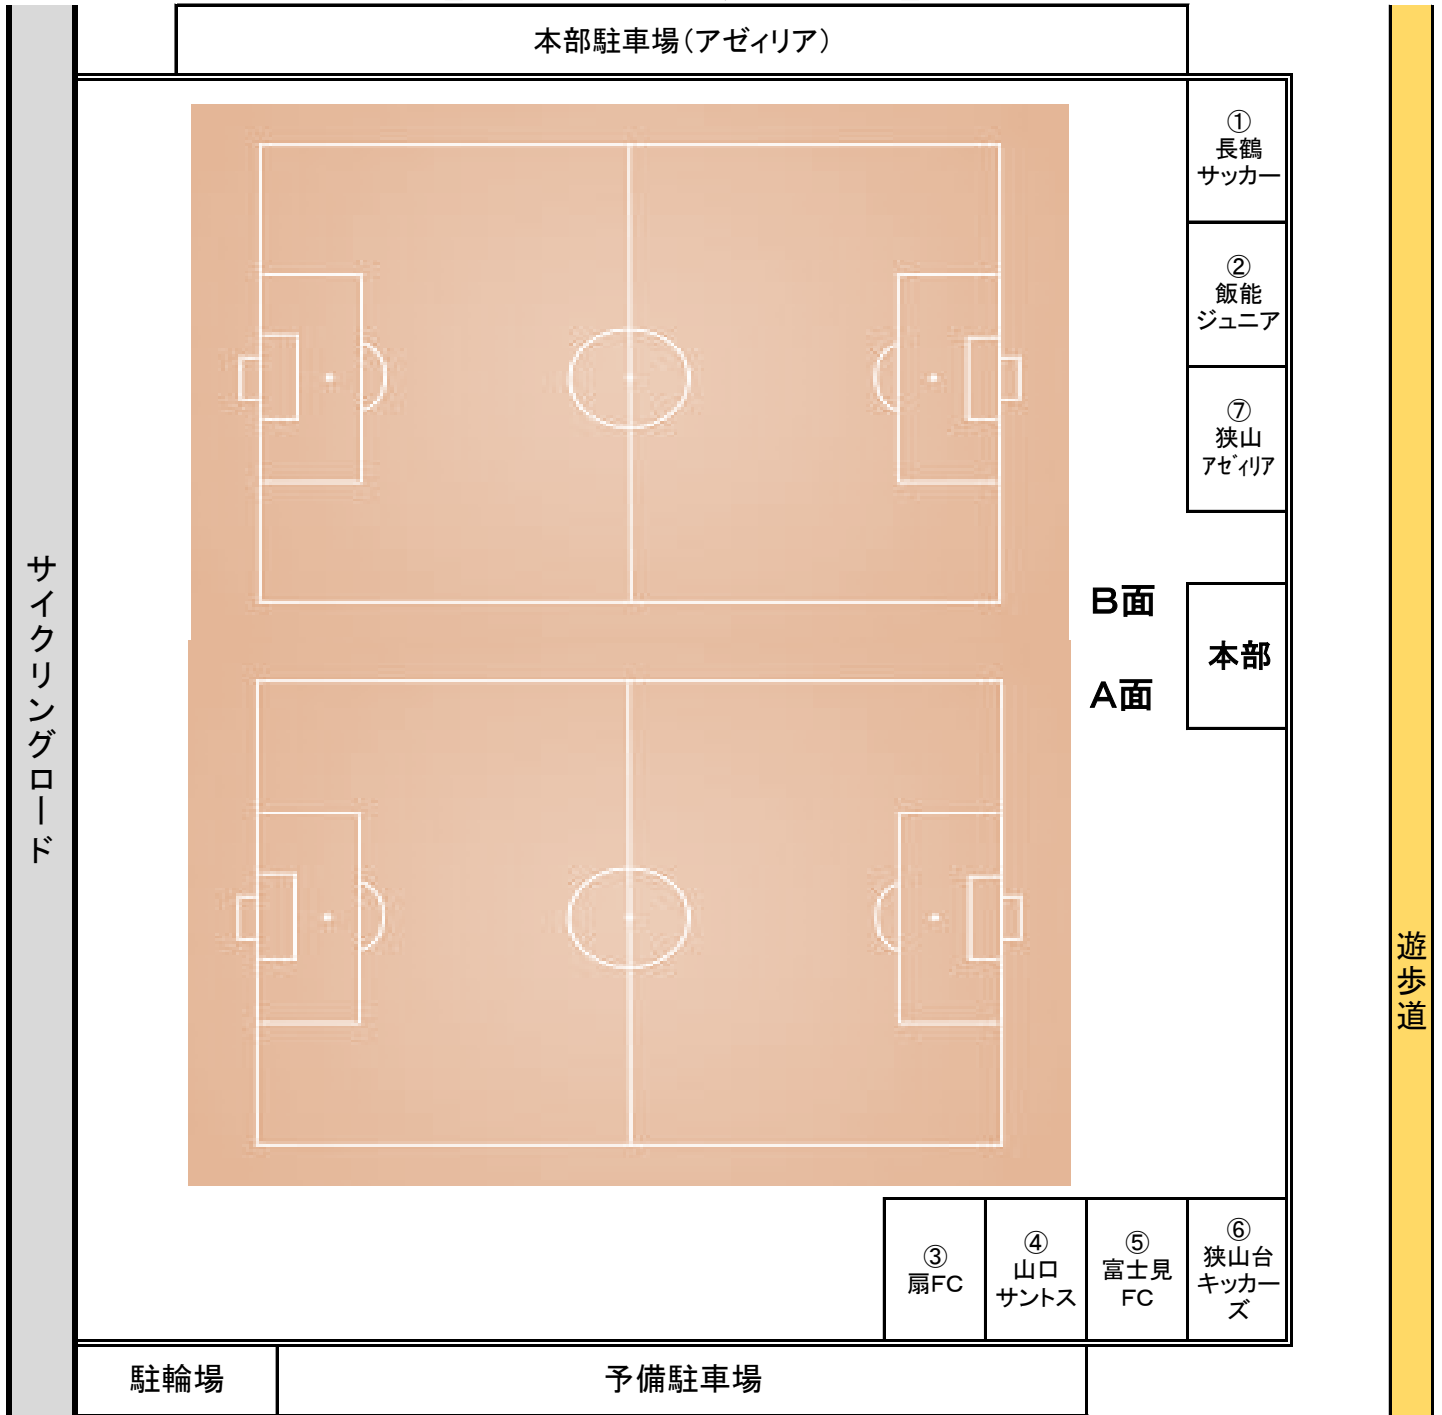 本部駐車場(アゼィリア)
①
長鶴
サッカー
②
飯能
ジュニア
⑦
狭山
アゼィリア
B面
本部
A面
サイクリングロード
遊歩道
③
扇FC
④
山口
サントス
⑤
富士見
FC
⑥
狭山台
キッカー
ズ
駐輪場
予備駐車場